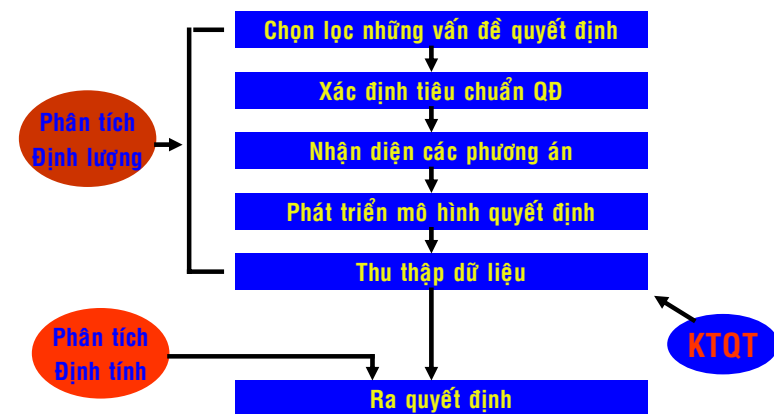 Chọn lọc những vấn đề quyết định
Xác định tiêu chuẩn QĐ
Phân tích
Định lượng
Nhận diện các phương án
Phát triển mô hình quyết định
Thu thập dữ liệu
Phân tích
Định tính
KTQT
Ra quyết định